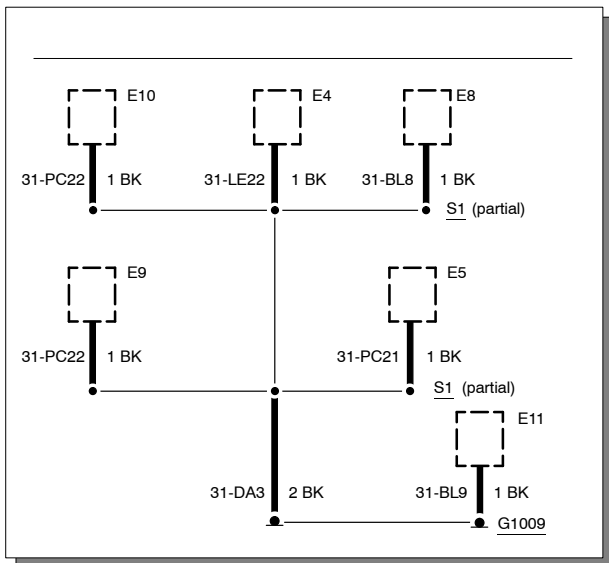 E10 E4 E8
31-PC22 1 BK 31-LE22 1 BK 31-BL8 1 BK
S1 (partial)
E9 E5
31-PC22 1 BK 31-PC21 1 BK
S1 (partial)
E11
31-DA3 2 BK 31-BL9 1 BK
G1009